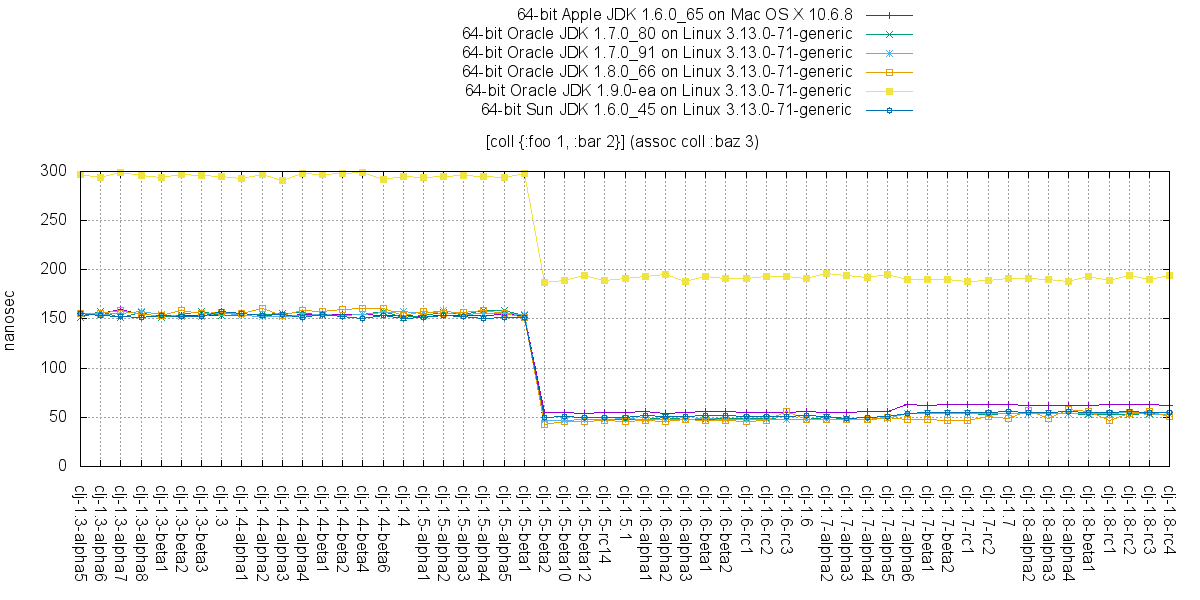 64-bit Apple JDK 1.6.0_65 on Mac OS X 10.6.8
64-bit Oracle JDK 1.7.0_80 on Linux 3.13.0-71-generic
64-bit Oracle JDK 1.7.0_91 on Linux 3.13.0-71-generic
64-bit Oracle JDK 1.8.0_66 on Linux 3.13.0-71-generic
64-bit Oracle JDK 1.9.0-ea on Linux 3.13.0-71-generic
64-bit Sun JDK 1.6.0_45 on Linux 3.13.0-71-generic
[coll {:foo 1, :bar 2}] (assoc coll :baz 3)
300
250
200
150
100
50
0
nanosec
clj-1.3-alpha5
clj-1.3-alpha6
clj-1.3-alpha7
clj-1.3-alpha8
clj-1.3-beta1
clj-1.3-beta2
clj-1.3-beta3
clj-1.3
clj-1.4-alpha1
clj-1.4-alpha2
clj-1.4-alpha3
clj-1.4-alpha4
clj-1.4-beta1
clj-1.4-beta2
clj-1.4-beta4
clj-1.4-beta6
clj-1.4
clj-1.5-alpha1
clj-1.5-alpha2
clj-1.5-alpha3
clj-1.5-alpha4
clj-1.5-alpha5
clj-1.5-beta1
clj-1.5-beta2
clj-1.5-beta10
clj-1.5-beta12
clj-1.5-rc14
clj-1.5.1
clj-1.6-alpha1
clj-1.6-alpha2
clj-1.6-alpha3
clj-1.6-beta1
clj-1.6-beta2
clj-1.6-rc1
clj-1.6-rc2
clj-1.6-rc3
clj-1.6
clj-1.7-alpha2
clj-1.7-alpha3
clj-1.7-alpha4
clj-1.7-alpha5
clj-1.7-alpha6
clj-1.7-beta1
clj-1.7-beta2
clj-1.7-rc1
clj-1.7-rc2
clj-1.7
clj-1.8-alpha2
clj-1.8-alpha3
clj-1.8-alpha4
clj-1.8-beta1
clj-1.8-rc1
clj-1.8-rc2
clj-1.8-rc3
clj-1.8-rc4